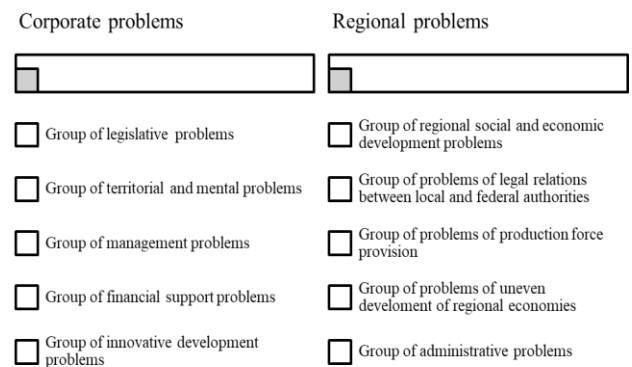 Corporate problems
Regional problems
Group of legislative problems
Group of territorial and mental problems
Group of management problems
Group of financial support problems
Group of innovative development
problems
Group of regional social and economic
development problems
Group of problems of legal relations
between local and federal authorities
Group of problems of production force
provision
Group of problems of uneven
develoment of regional economies
Group of administrative problems